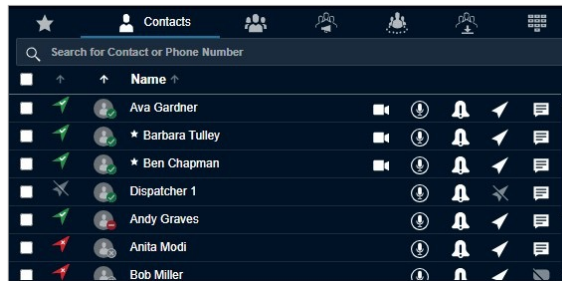 Contacts
Search for Contact or Phone Number
Name
Ava Gardner
Barbara Tulley
Ben Chapman
Dispatcher 1
Andy Graves
Anita Modi
Bob Miller